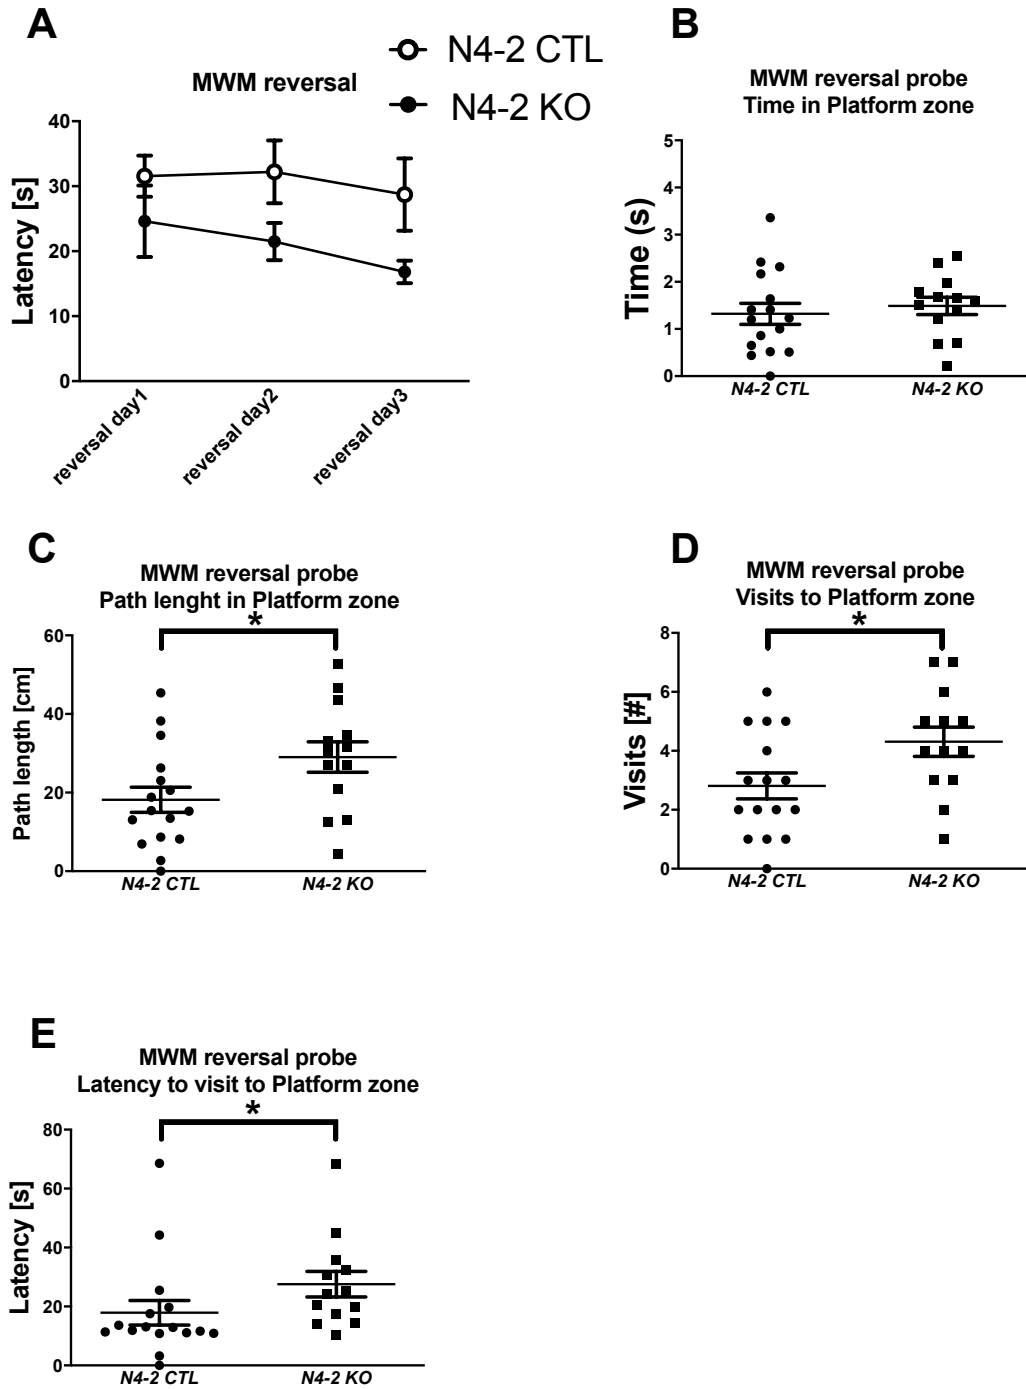 A
N4-2 CTL
N4-2 KO
MWM reversal
Latency [s]
40
30
20
10
0
reversal day1
reversal day2
reversal day3
B
MWM reversal probe
Time in Platform zone
Time (s)
5
4
3
2
1
0
N4-2 CTL
N4-2 KO
C
MWM reversal probe
Path lenght in Platform zone
*
Path length [cm]
60
40
20
0
N4-2 CTL
N4-2 KO
D
MWM reversal probe
Visits to Platform zone
*
Visits [#]
8
6
4
2
0
N4-2 CTL
N4-2 KO
E
MWM reversal probe
Latency to visit to Platform zone
*
Latency [s]
80
60
40
20
0
N4-2 CTL
N4-2 KO